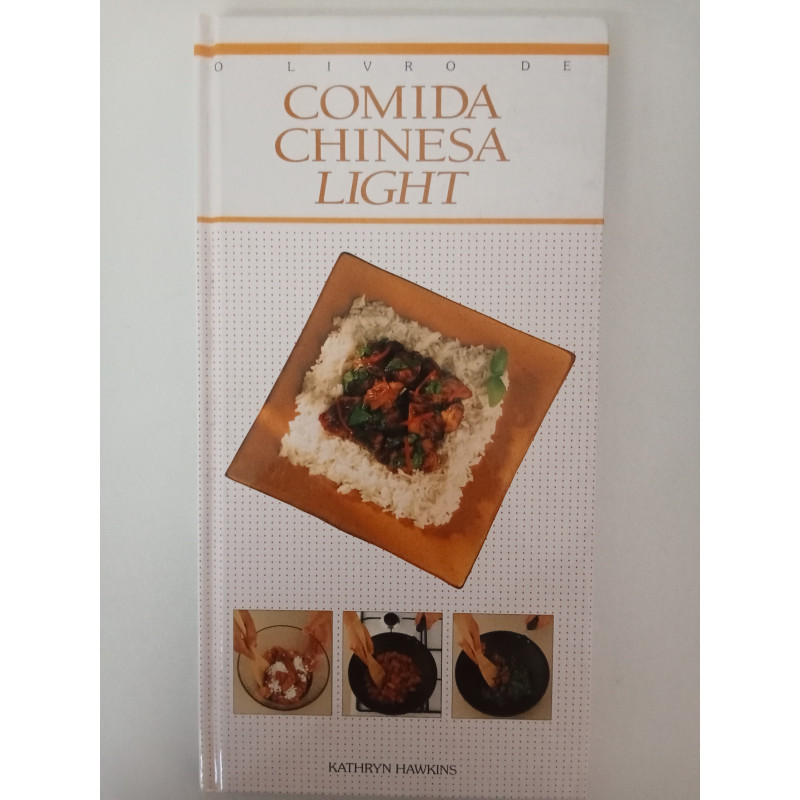 O LIVRO DE
COMIDA
CHINESA
LIGHT
KATHRYN HAWKINS